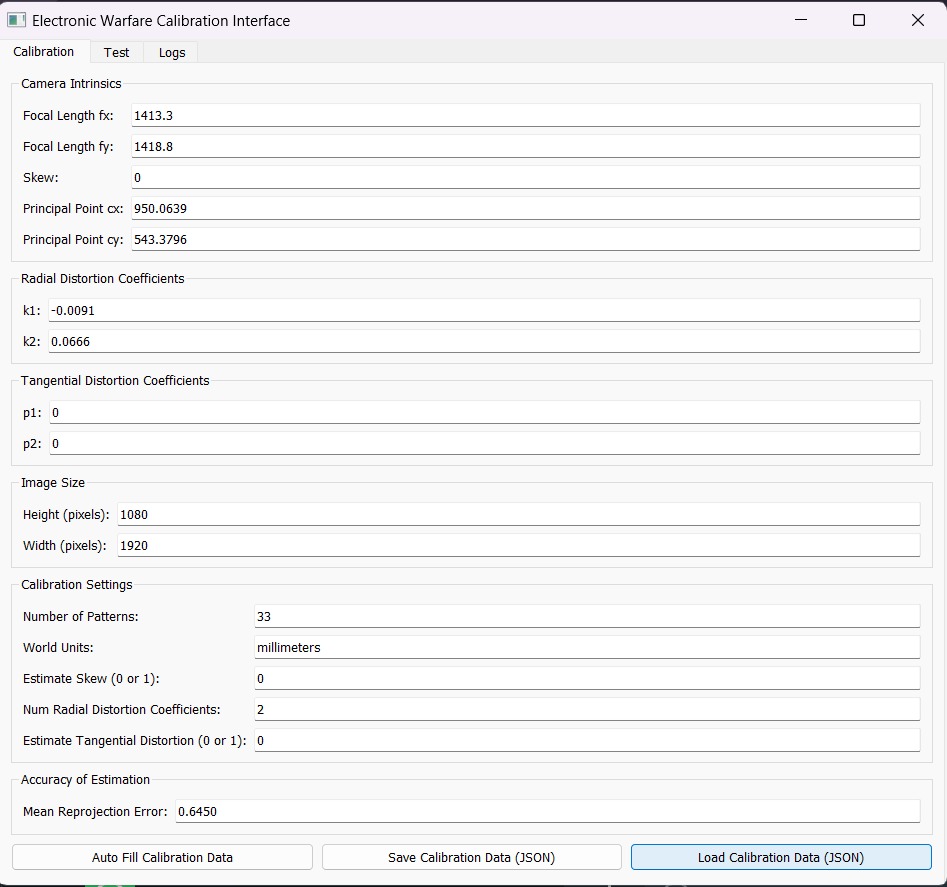 Electronic Warfare Calibration Interface
Calibration Test Logs
Camera Intrinsics
Focal Length fx: 1413.3
Focal Length fy: 1418.8
Skew: 0
Principal Point cx: 950.0639
Principal Point cy: 543.3796
Radial Distortion Coefficients
k1: -0.0091
k2: 0.0666
Tangential Distortion Coefficients
p1: 0
p2: 0
Image Size
Height (pixels): 1080
Width (pixels): 1920
Calibration Settings
Number of Patterns: 33
World Units: millimeters
Estimate Skew (0 or 1): 0
Num Radial Distortion Coefficients: 2
Estimate Tangential Distortion (0 or 1): 0
Accuracy of Estimation
Mean Reprojection Error: 0.6450
Auto Fill Calibration Data Save Calibration Data (JSON) Load Calibration Data (JSON)